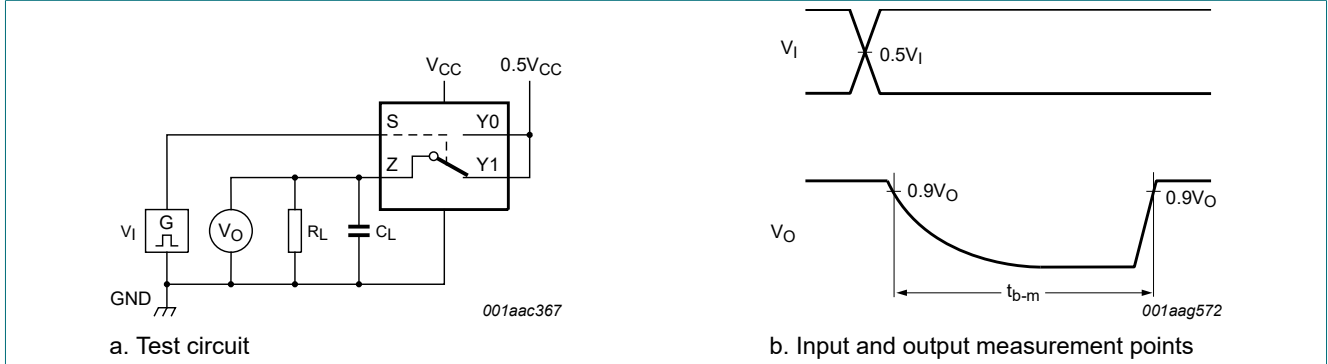 VCC 0.5VCC
S Y0
Z Y1
VI G VO RL CL
GND
001aac367
a. Test circuit
VI 0.5VI
0.9VO 0.9VO
VO
tb-m
001aag572
b. Input and output measurement points